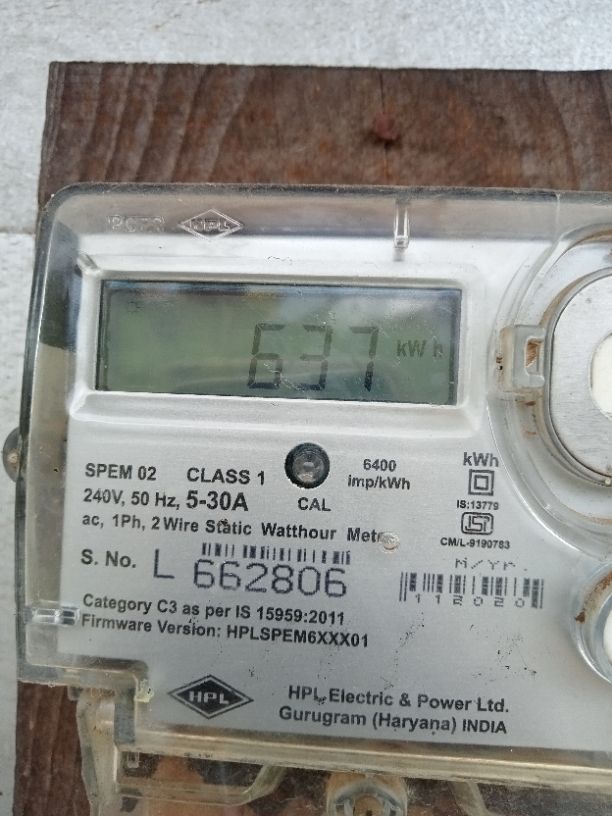 HPL
637 kWh
SPEM 02 CLASS 1
6400
imp/kWh
kWh
240V, 50 Hz, 5-30A
CAL
IS:13779
ISI
ac, 1Ph, 2 Wire Static Watthour Meter
CM/L-9190783
M/YR.
S. No. L 662806
112020
Category C3 as per IS 15959:2011
Firmware Version: HPLSPEM6XXX01
HPL
HPL Electric & Power Ltd.
Gurugram (Haryana) INDIA